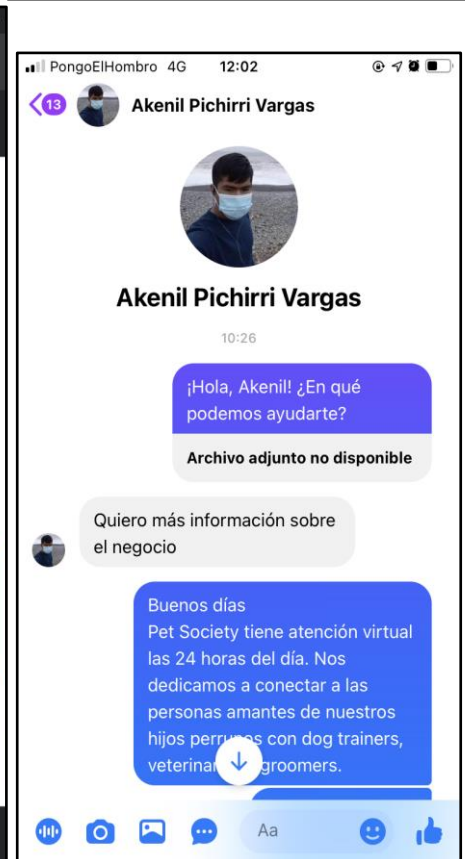 PongoElHombro 4G 12:02
13 Akenil Pichirri Vargas
Akenil Pichirri Vargas
10:26
¡Hola, Akenil! ¿En qué
podemos ayudarte?
Archivo adjunto no disponible
Quiero más información sobre
el negocio
Buenos días
Pet Society tiene atención virtual
las 24 horas del día. Nos
dedicamos a conectar a las
personas amantes de nuestros
hijos con dog trainers,
groomers.
Aa